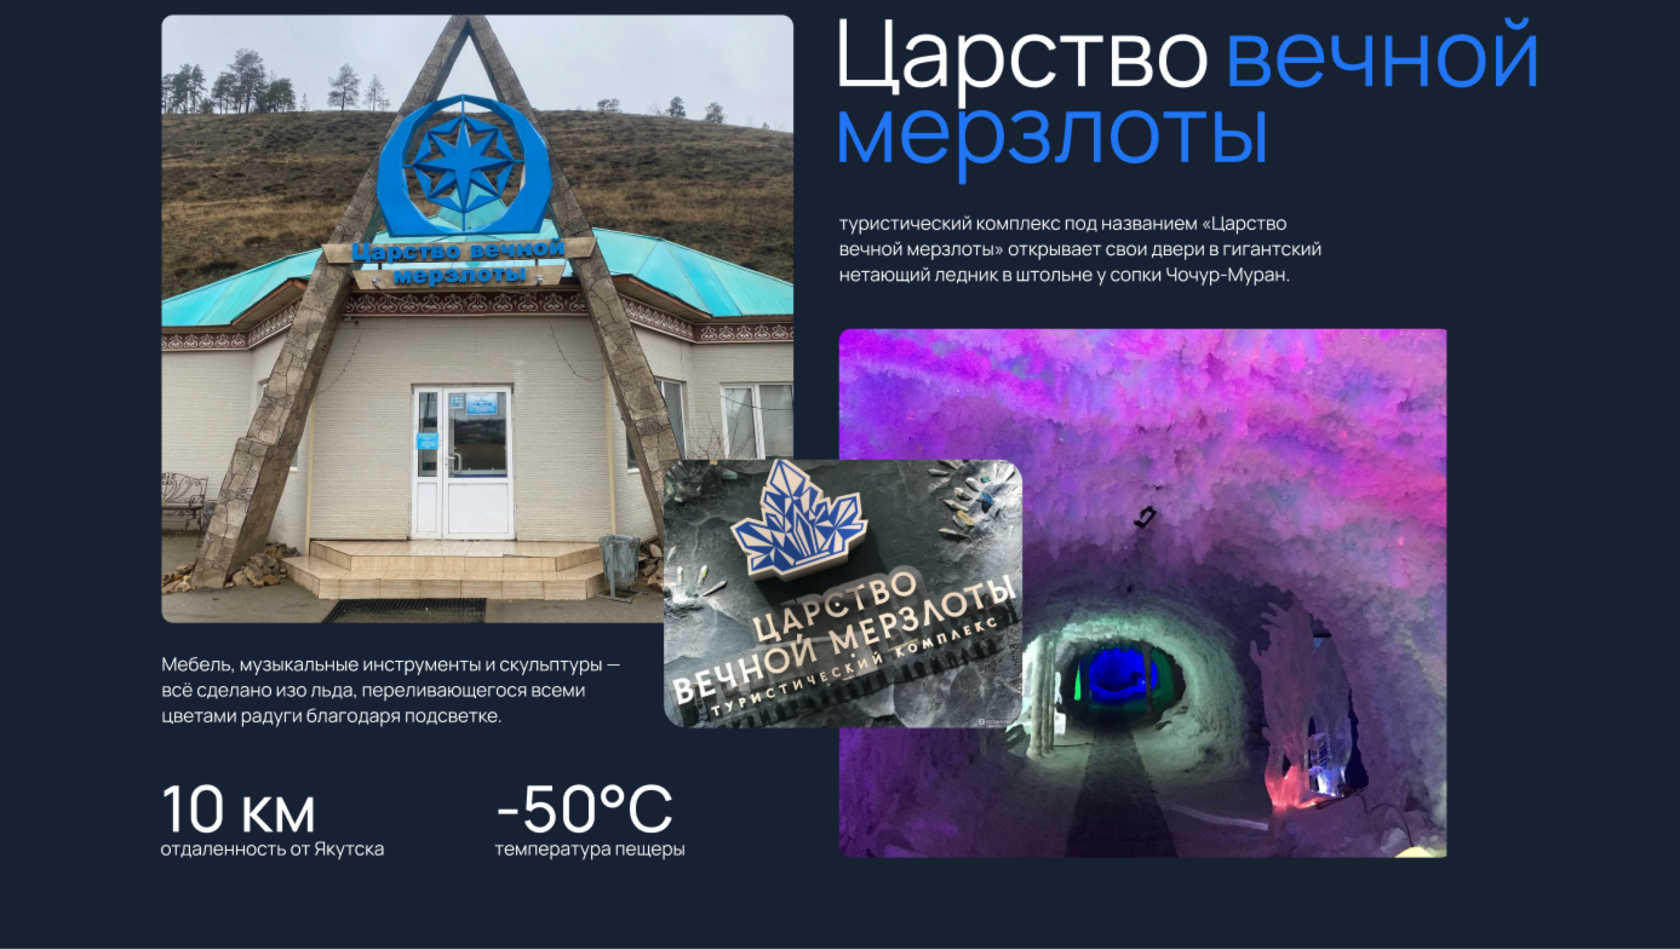 Царство вечной
мерзлоты
туристический комплекс под названием «Царство
вечной мерзлоты» открывает свои двери в гигантский
нетающий ледник в штольне у сопки Чочур-Муран.
Царство вечной
мерзлоты
ЦАРСТВО
ВЕЧНОЙ МЕРЗЛОТЫ
ТУРИСТИЧЕСКИЙ КОМПЛЕКС
Мебель, музыкальные инструменты и скульптуры —
всё сделано изо льда, переливающегося всеми
цветами радуги благодаря подсветке.
10 км
отдаленность от Якутска
-50°C
температура пещеры